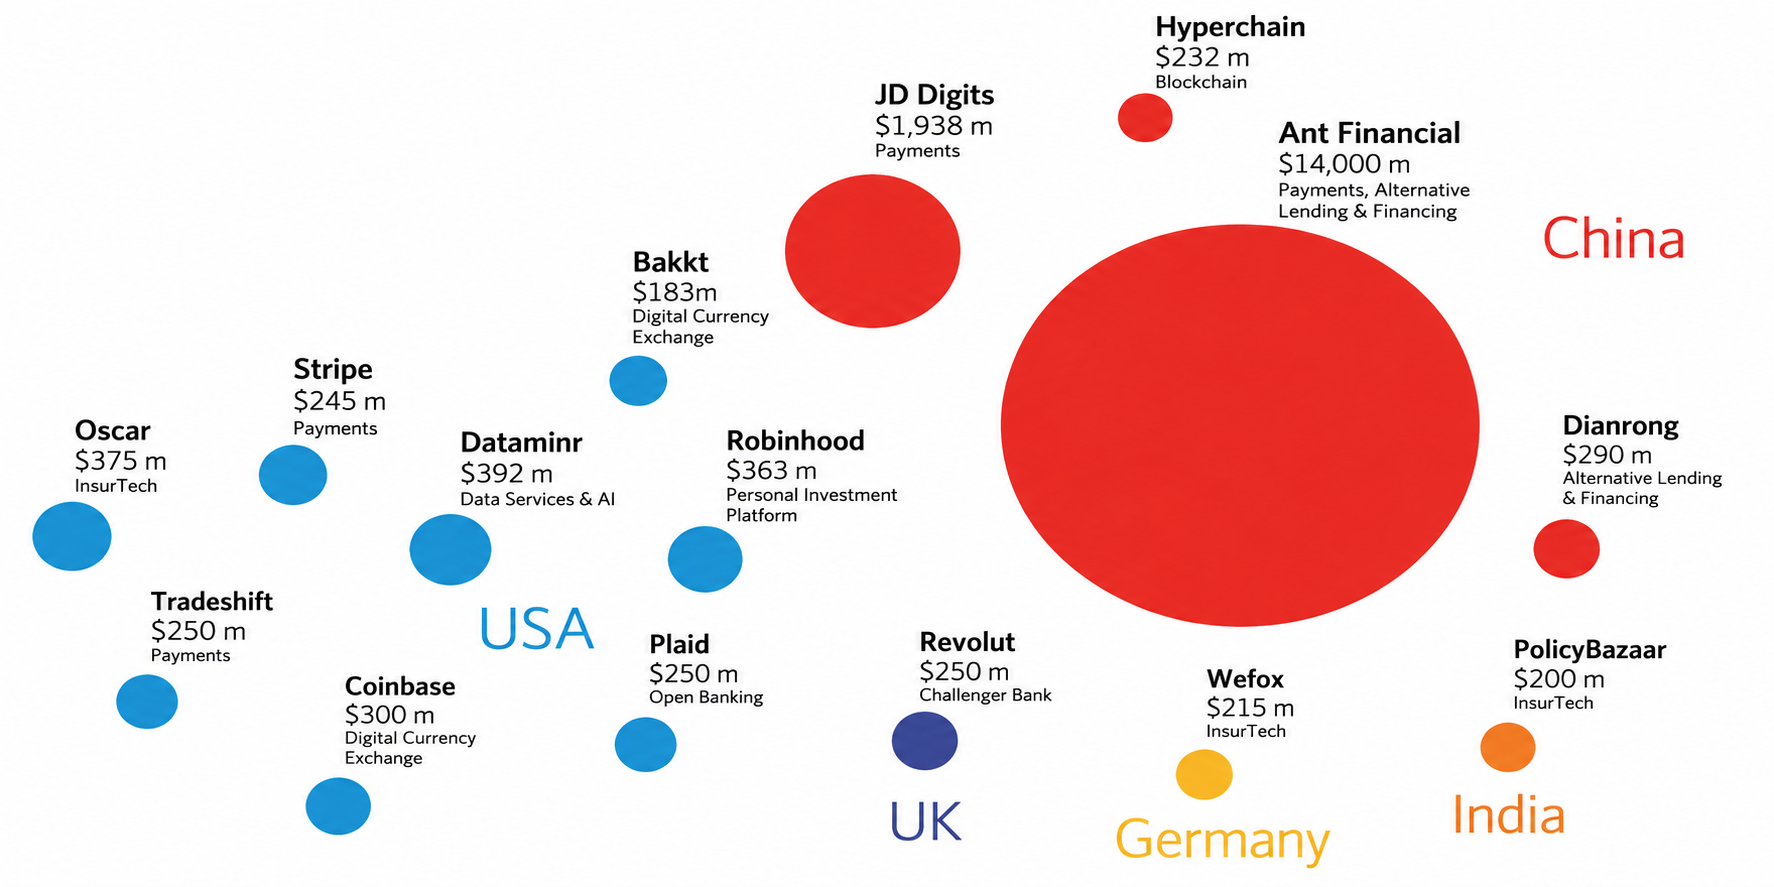 Hyperchain
$232 m
Blockchain
JD Digits
$1,938 m
Payments
Ant Financial
$14,000 m
Payments, Alternative
Lending & Financing
China
Bakkt
$183m
Digital Currency
Exchange
Stripe
$245 m
Payments
Oscar
$375 m
InsurTech
Dataminr
$392 m
Data Services & AI
Robinhood
$363 m
Personal Investment
Platform
Dianrong
$290 m
Alternative Lending
& Financing
Tradeshift
$250 m
Payments
USA
Coinbase
$300 m
Digital Currency
Exchange
Plaid
$250 m
Open Banking
Revolut
$250 m
Challenger Bank
UK
Wefox
$215 m
InsurTech
Germany
PolicyBazaar
$200 m
InsurTech
India